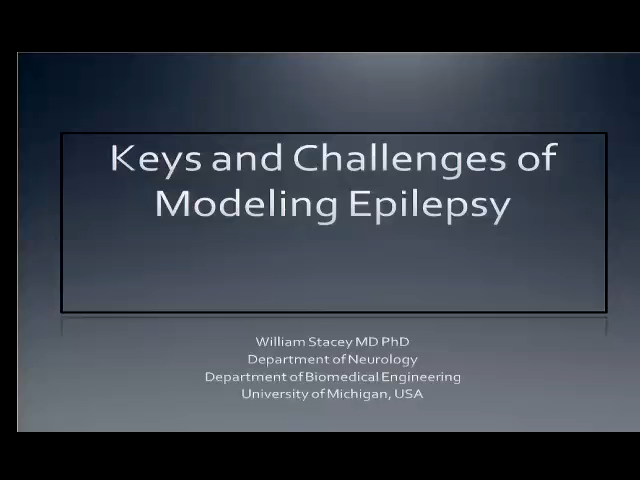 Keys and Challenges of
Modeling Epilepsy
William Stacey MD PhD
Department of Neurology
Department of Biomedical Engineering
University of Michigan, USA